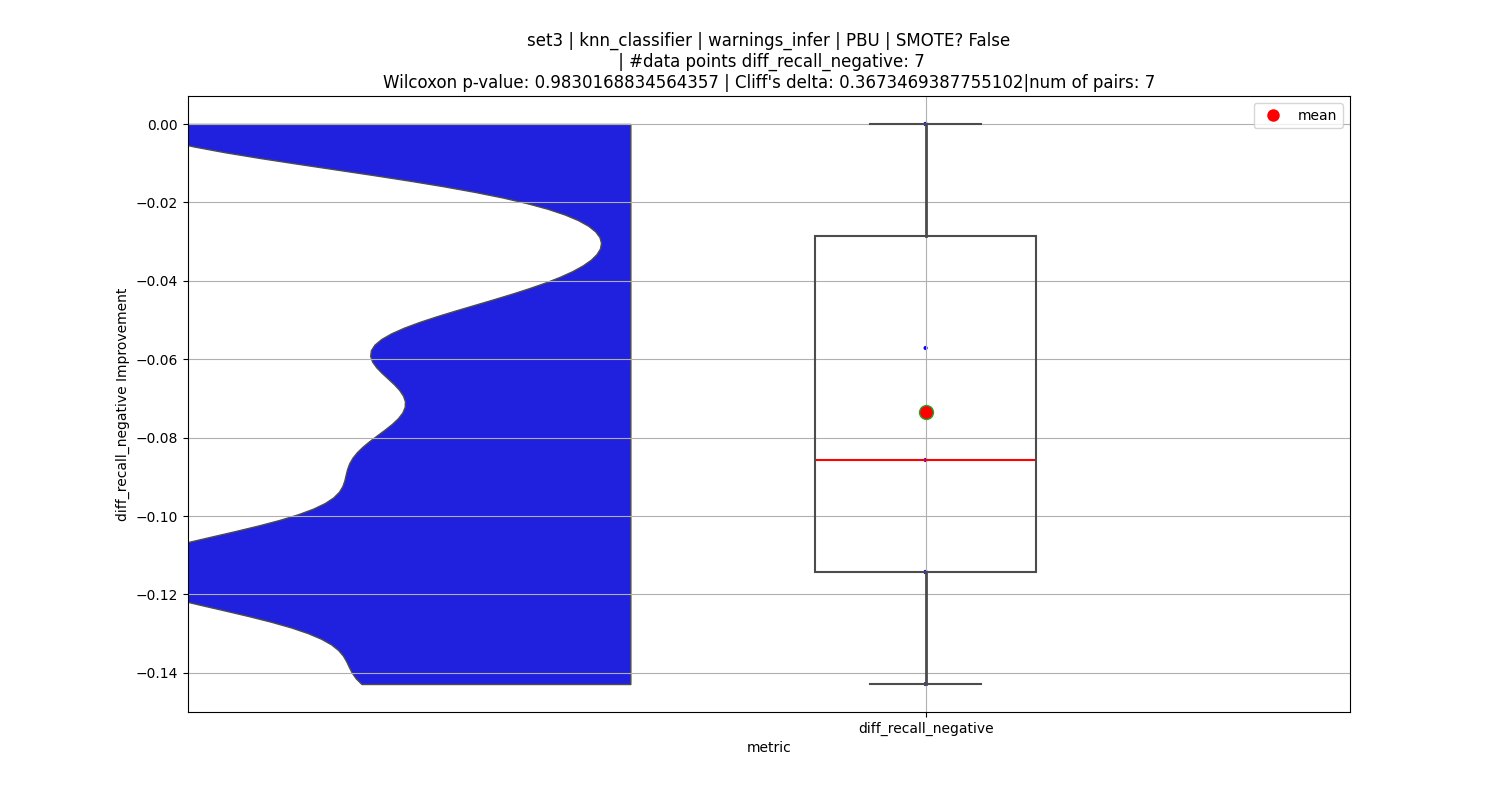 set3 | knn_classifier | warnings_infer | PBU | SMOTE? False
| #data points diff_recall_negative: 7
Wilcoxon p-value: 0.9830168834564357 | Cliff's delta: 0.3673469387755102|num of pairs: 7
mean
0.00
−0.02
−0.04
−0.06
−0.08
−0.10
−0.12
−0.14
diff_recall_negative Improvement
diff_recall_negative
metric